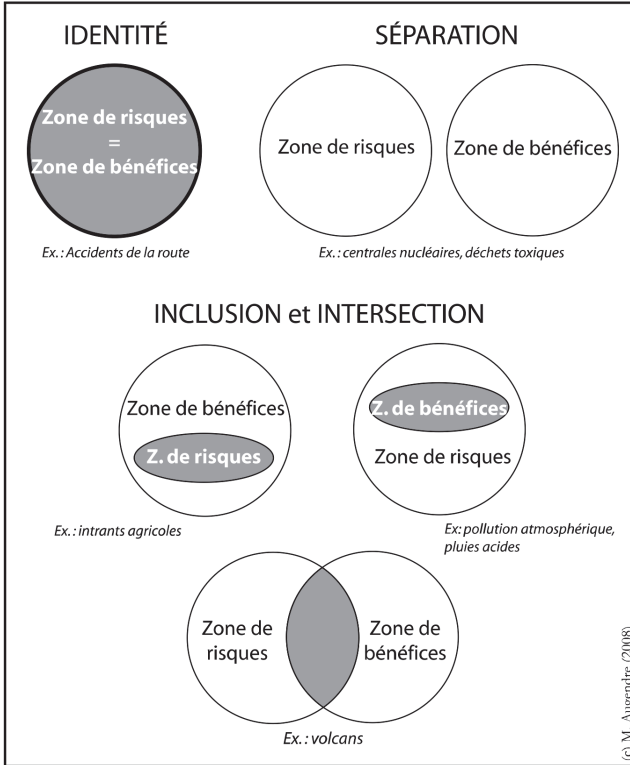 IDENTITÉ
Zone de risques
=
Zone de bénéfices
Ex.: Accidents de la route
SÉPARATION
Zone de risques
Zone de bénéfices
Ex.: centrales nucléaires, déchets toxiques
INCLUSION et INTERSECTION
Zone de bénéfices
Z. de risques
Ex.: intrants agricoles
Z. de bénéfices
Zone de risques
Ex: pollution atmosphérique,
pluies acides
Zone de
risques
Zone de
bénéfices
Ex.: volcans
(c) M. Augendre (2008)